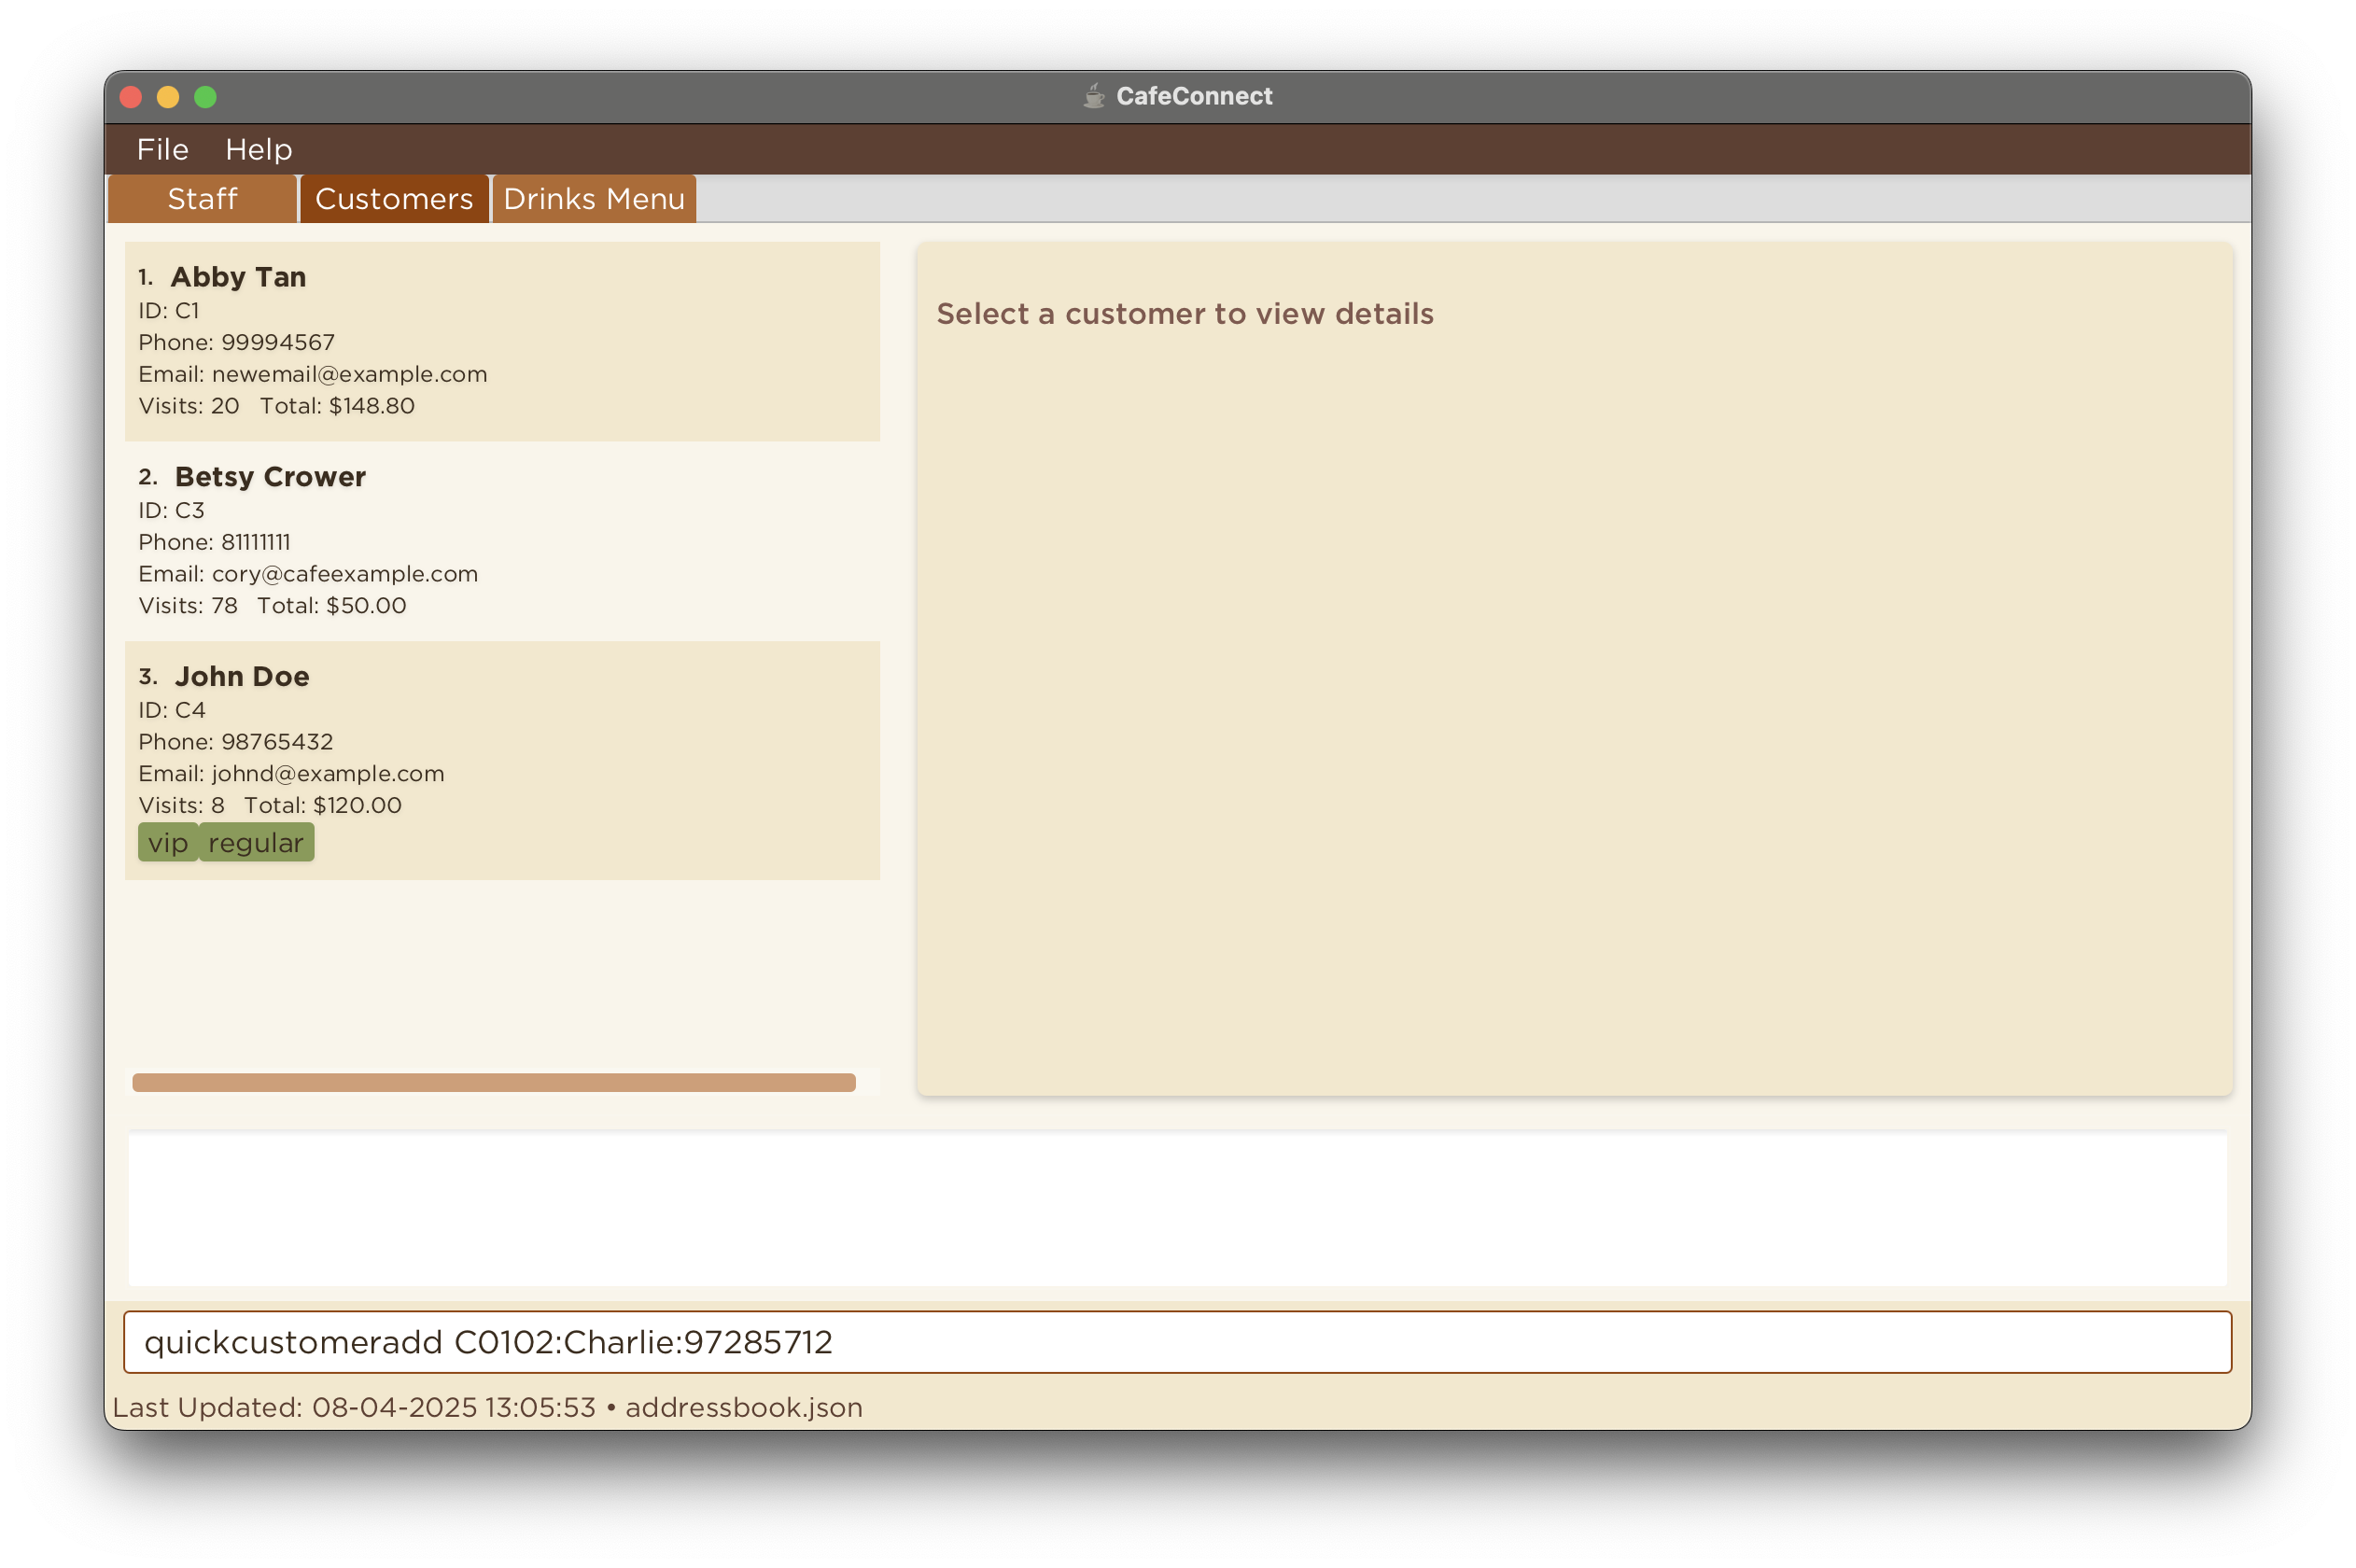 CafeConnect
File Help
Staff Customers Drinks Menu
1. Abby Tan
ID: C1
Phone: 99994567
Email: newemail@example.com
Visits: 20 Total: $148.80
2. Betsy Crower
ID: C3
Phone: 81111111
Email: cory@cafeexample.com
Visits: 78 Total: $50.00
3. John Doe
ID: C4
Phone: 98765432
Email: johnd@example.com
Visits: 8 Total: $120.00
vip regular
Select a customer to view details
quickcustomeradd C0102:Charlie:97285712
Last Updated: 08-04-2025 13:05:53 • addressbook.json